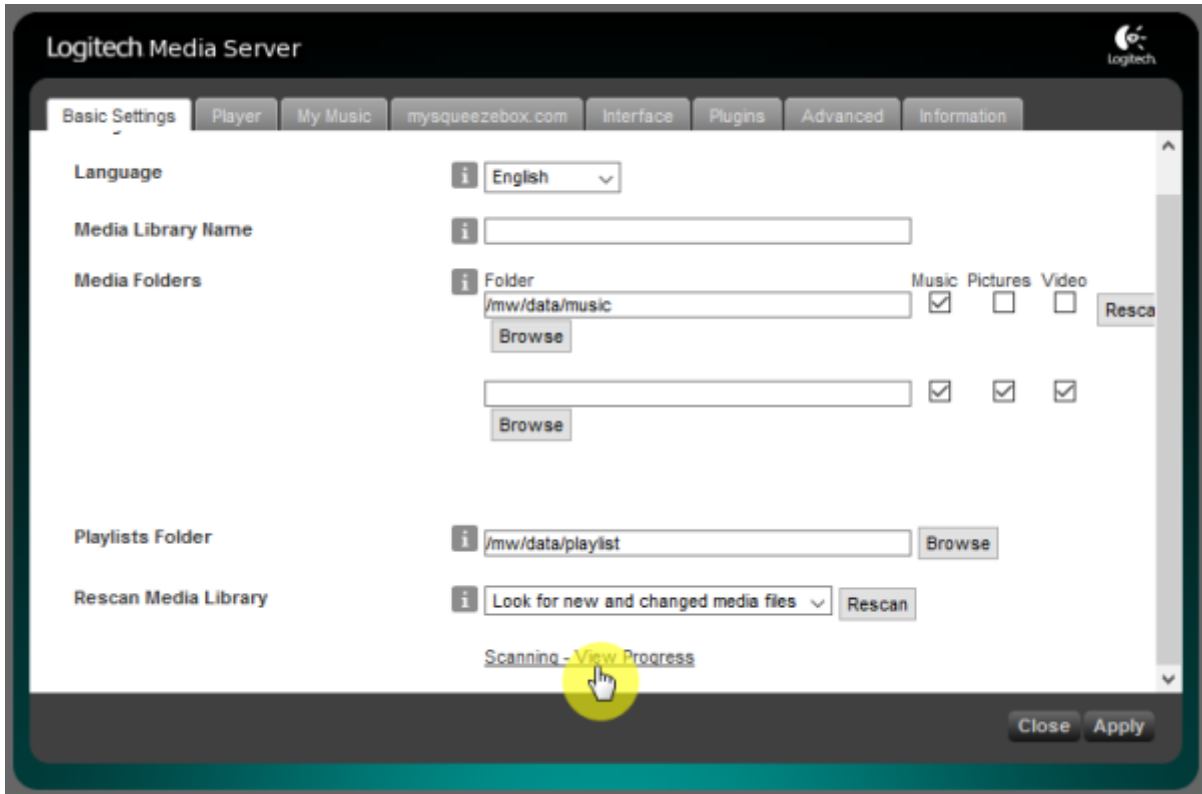 Logitech Media Server
Logitech
Basic Settings Player My Music mysqueezebox.com Interface Plugins Advanced Information
Language i English
Media Library Name i
Media Folders i Folder Music Pictures Video
/mw/data/music Resca
Browse
Browse
Playlists Folder i /mw/data/playlist Browse
Rescan Media Library i Look for new and changed media files Rescan
Scanning - View Progress
Close Apply